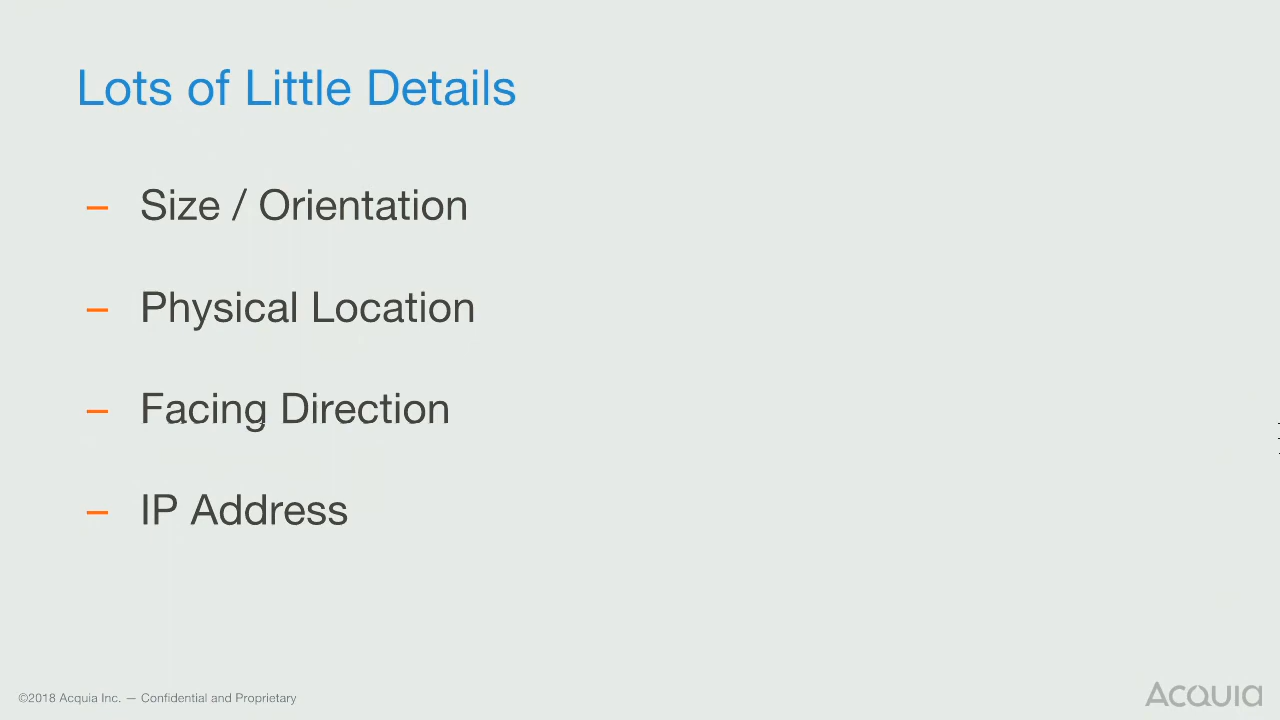 Lots of Little Details
– Size / Orientation
– Physical Location
– Facing Direction
– IP Address
©2018 Acquia Inc. — Confidential and Proprietary
Acquia